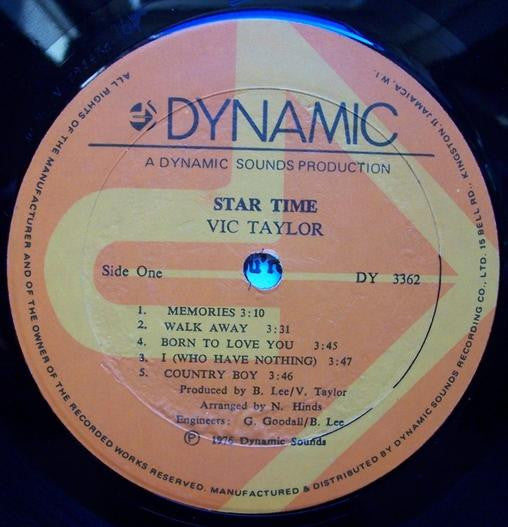 DYNAMIC
A DYNAMIC SOUNDS PRODUCTION
STAR TIME
VIC TAYLOR
Side One
DY 3362
1. MEMORIES 3:10
2. WALK AWAY 3:31
4. BORN TO LOVE YOU 3:45
3. I (WHO HAVE NOTHING) 3:47
5. COUNTRY BOY 3:46
Produced by B. Lee/V. Taylor
Arranged by N. Hinds
Engineers: G. Goodall/B. Lee
Ⓟ 1976 Dynamic Sounds
ALL RIGHTS OF THE MANUFACTURER AND OF THE OWNER OF THE RECORDED WORKS RESERVED. MANUFACTURED & DISTRIBUTED BY DYNAMIC SOUNDS RECORDING CO., LTD. 15 BELL RD., KINGSTON 11 JAMAICA, W.I.